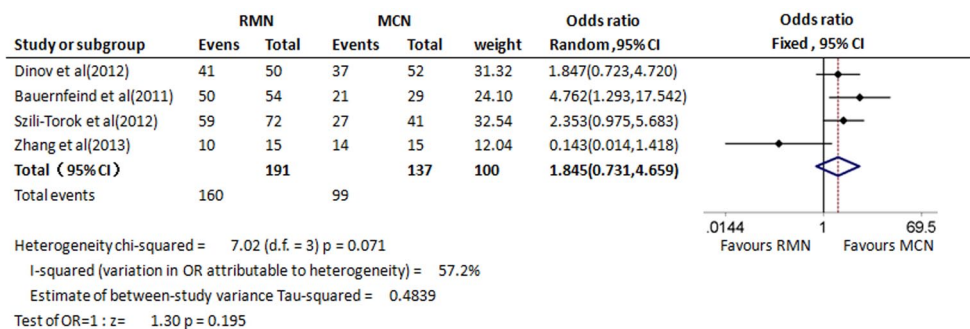 RMN MCN Odds ratio Odds ratio
Study or subgroup Evens Total Events Total weight Random ,95% CI Fixed , 95% CI
Dinov et al(2012) 41 50 37 52 31.32 1.847(0.723,4.720)
Bauernfeind et al(2011) 50 54 21 29 24.10 4.762(1.293,17.542)
Szili-Torok et al(2012) 59 72 27 41 32.54 2.353(0.975,5.683)
Zhang et al(2013) 10 15 14 15 12.04 0.143(0.014,1.418)
Total (95%CI) 191 137 100 1.845(0.731,4.659)
Total events 160 99
.0144 1 69.5
Heterogeneity chi-squared = 7.02 (d.f. = 3) p = 0.071
Favours RMN Favours MCN
I-squared (variation in OR attributable to heterogeneity) = 57.2%
Estimate of between-study variance Tau-squared = 0.4839
Test of OR=1 : z= 1.30 p = 0.195